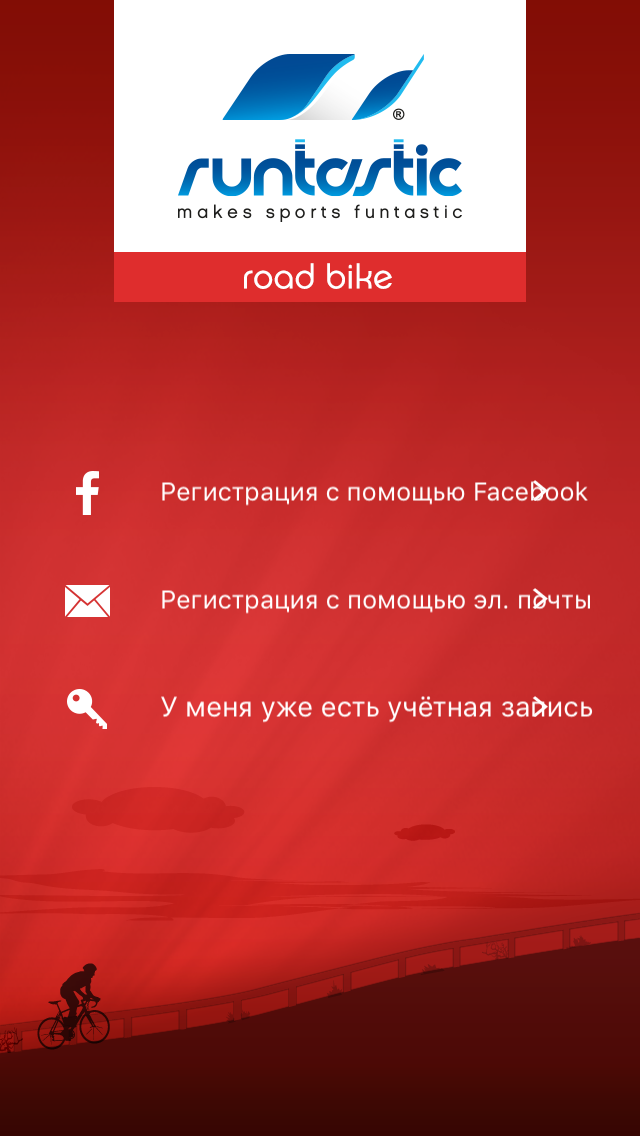 ®
runtastic
makes sports funtastic
road bike
Регистрация с помощью Facebook
Регистрация с помощью эл. почты
У меня уже есть учётная запись